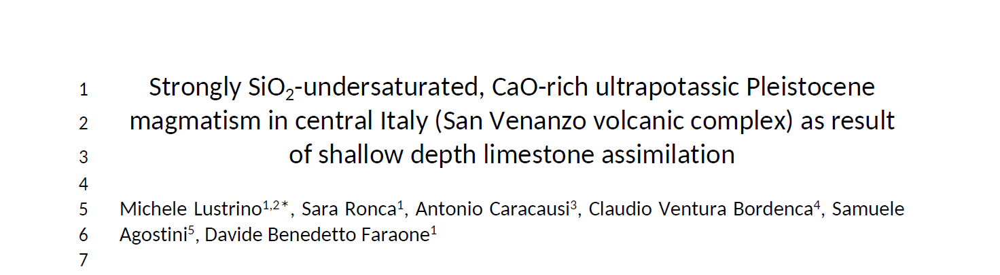 1 Strongly SiO₂-undersaturated, CaO-rich ultrapotassic Pleistocene
2 magmatism in central Italy (San Venanzo volcanic complex) as result
3 of shallow depth limestone assimilation
4
5 Michele Lustrino¹,²*, Sara Ronca¹, Antonio Caracausi³, Claudio Ventura Bordenca⁴, Samuele
6 Agostini⁵, Davide Benedetto Faraone¹
7